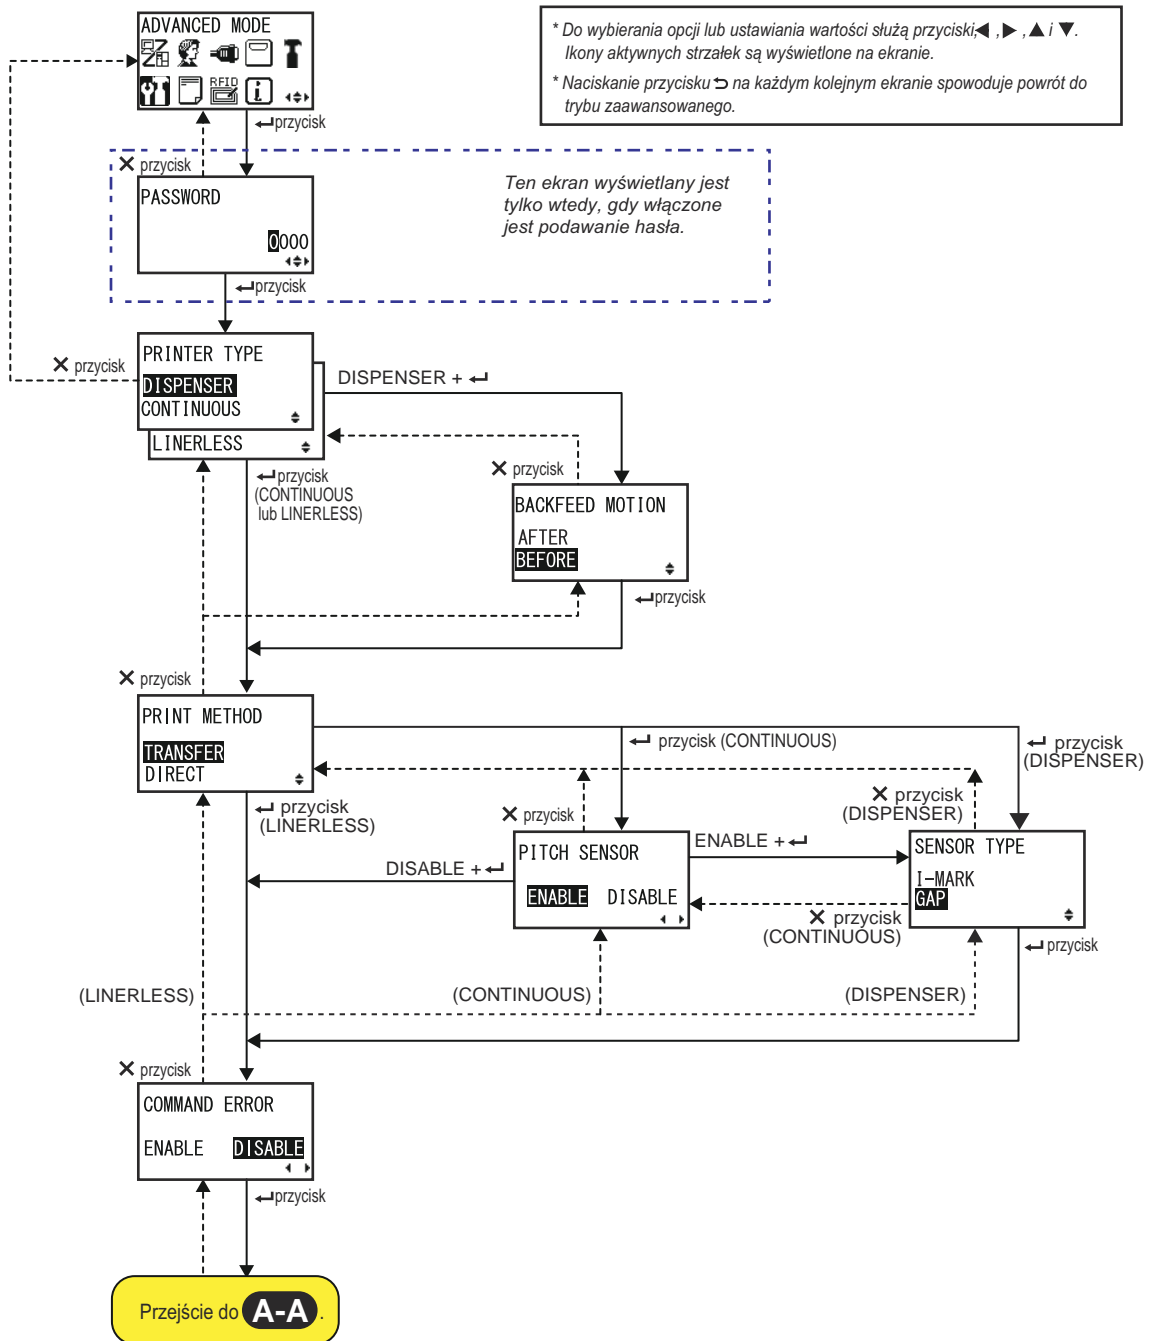 ADVANCED MODE
RFID
* Do wybierania opcji lub ustawiania wartości służą przyciski◀ ,▶ ,▲ i ▼.
Ikony aktywnych strzałek są wyświetlone na ekranie.
* Naciskanie przycisku ⮌ na każdym kolejnym ekranie spowoduje powrót do
trybu zaawansowanego.
↵przycisk
✕ przycisk
PASSWORD
0000
Ten ekran wyświetlany jest
tylko wtedy, gdy włączone
jest podawanie hasła.
↵przycisk
✕ przycisk
PRINTER TYPE
DISPENSER
CONTINUOUS
LINERLESS
DISPENSER + ↵
↵przycisk
(CONTINUOUS
lub LINERLESS)
✕ przycisk
BACKFEED MOTION
AFTER
BEFORE
↵przycisk
✕ przycisk
PRINT METHOD
TRANSFER
DIRECT
↵ przycisk (CONTINUOUS)
↵ przycisk
(DISPENSER)
↵ przycisk
(LINERLESS)
✕ przycisk
✕ przycisk
(DISPENSER)
PITCH SENSOR
ENABLE DISABLE
DISABLE + ↵
ENABLE + ↵
SENSOR TYPE
I-MARK
GAP
✕ przycisk
(CONTINUOUS)
↵ przycisk
(LINERLESS)
(CONTINUOUS)
(DISPENSER)
✕ przycisk
COMMAND ERROR
ENABLE DISABLE
↵przycisk
Przejście do A-A .